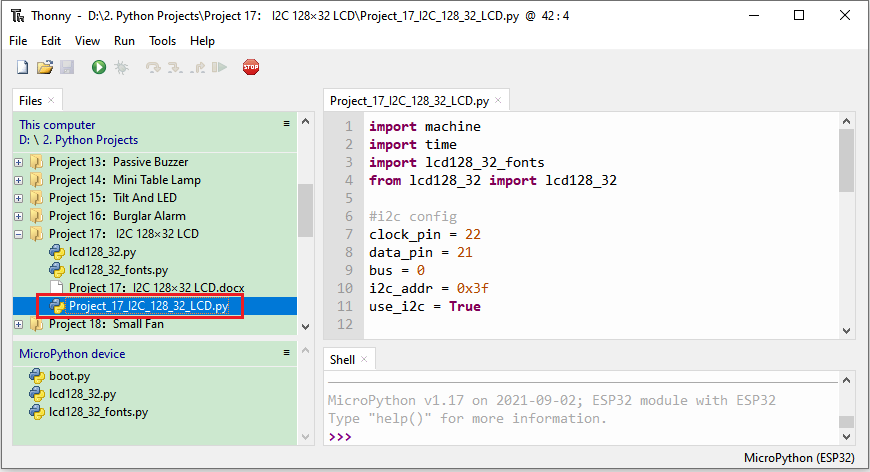 Thonny - D:\2. Python Projects\Project 17： I2C 128×32 LCD\Project_17_I2C_128_32_LCD.py @ 42 : 4
File Edit View Run Tools Help
STOP
Files
This computer
D: \ 2. Python Projects
Project 13：Passive Buzzer
Project 14：Mini Table Lamp
Project 15：Tilt And LED
Project 16：Burglar Alarm
Project 17： I2C 128×32 LCD
lcd128_32.py
lcd128_32_fonts.py
Project 17：I2C 128×32 LCD.docx
Project_17_I2C_128_32_LCD.py
Project 18：Small Fan
MicroPython device
boot.py
lcd128_32.py
lcd128_32_fonts.py
Project_17_I2C_128_32_LCD.py
1 import machine
2 import time
3 import lcd128_32_fonts
4 from lcd128_32 import lcd128_32
5
6 #i2c config
7 clock_pin = 22
8 data_pin = 21
9 bus = 0
10 i2c_addr = 0x3f
11 use_i2c = True
12
Shell
MicroPython v1.17 on 2021-09-02; ESP32 module with ESP32
Type "help()" for more information.
>>>
MicroPython (ESP32)